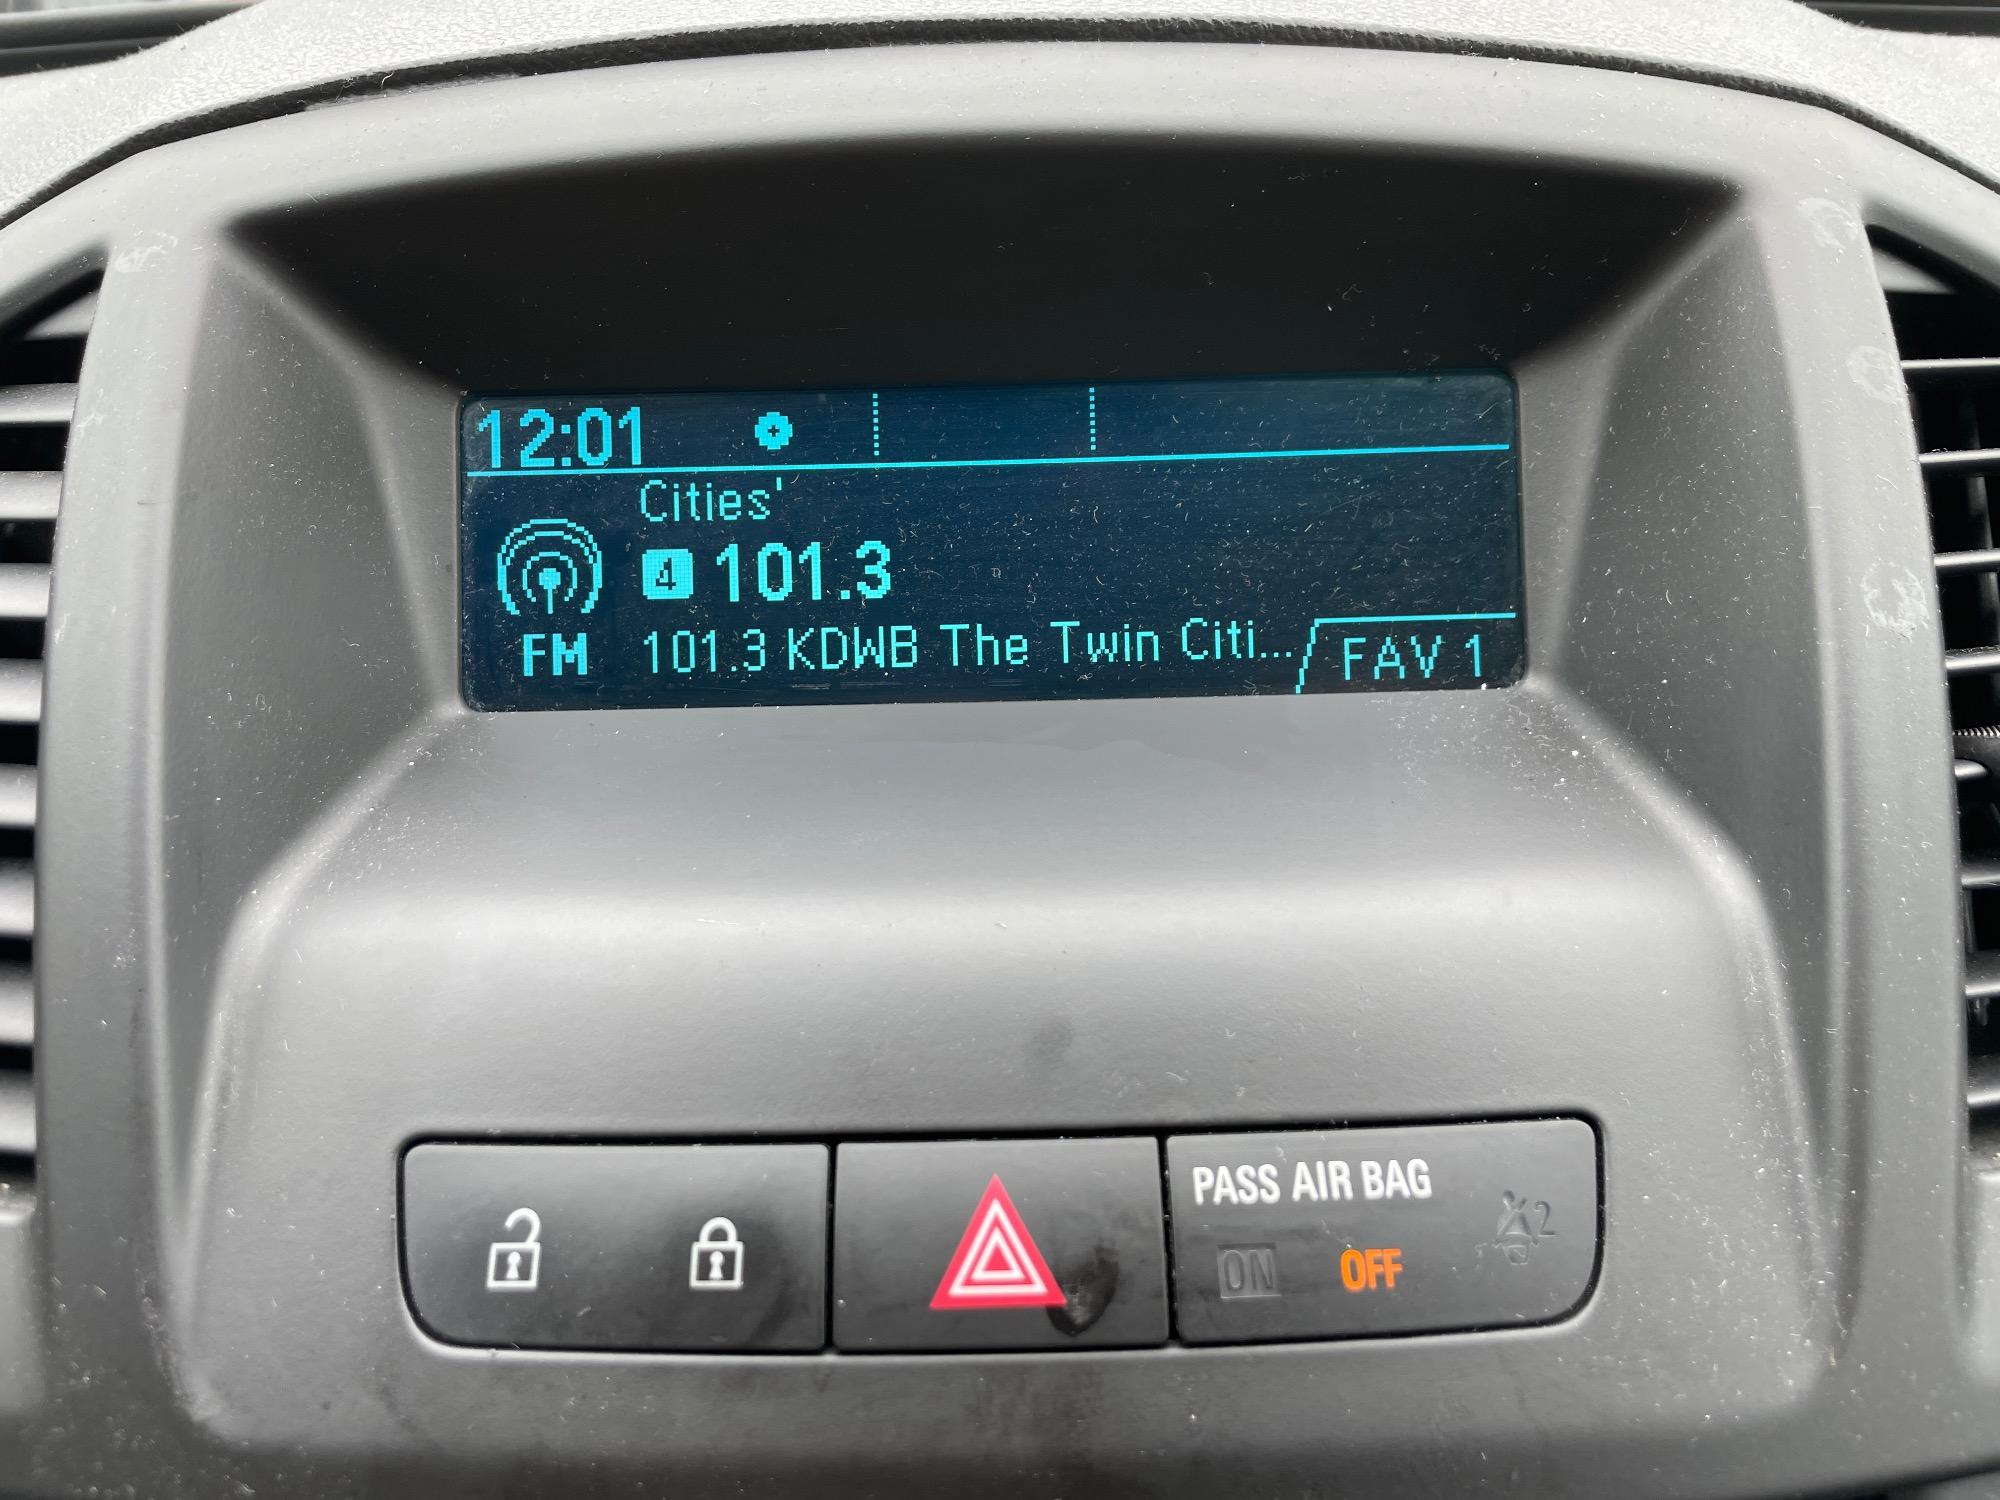 12:01
Cities'
4 101.3
FM 101.3 KDWB The Twin Citi... FAV 1
PASS AIR BAG
ON OFF 2